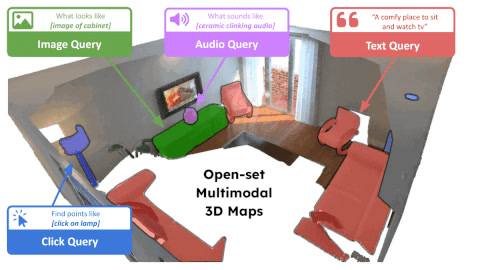 What looks like
[image of cabinet]
Image Query
What sounds like
[ceramic clinking audio]
Audio Query
"A comfy place to sit
and watch tv"
Text Query
Open-set
Multimodal
3D Maps
Find points like
[click on lamp]
Click Query